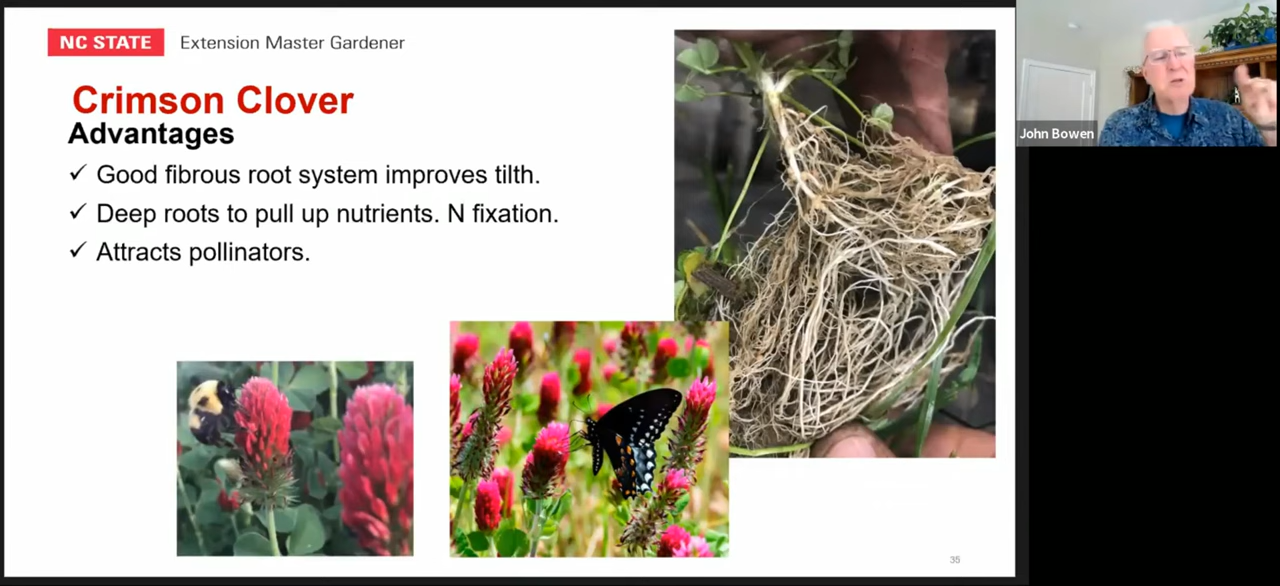 NC STATE Extension Master Gardener
Crimson Clover
Advantages
✓ Good fibrous root system improves tilth.
✓ Deep roots to pull up nutrients. N fixation.
✓ Attracts pollinators.
35
John Bowen